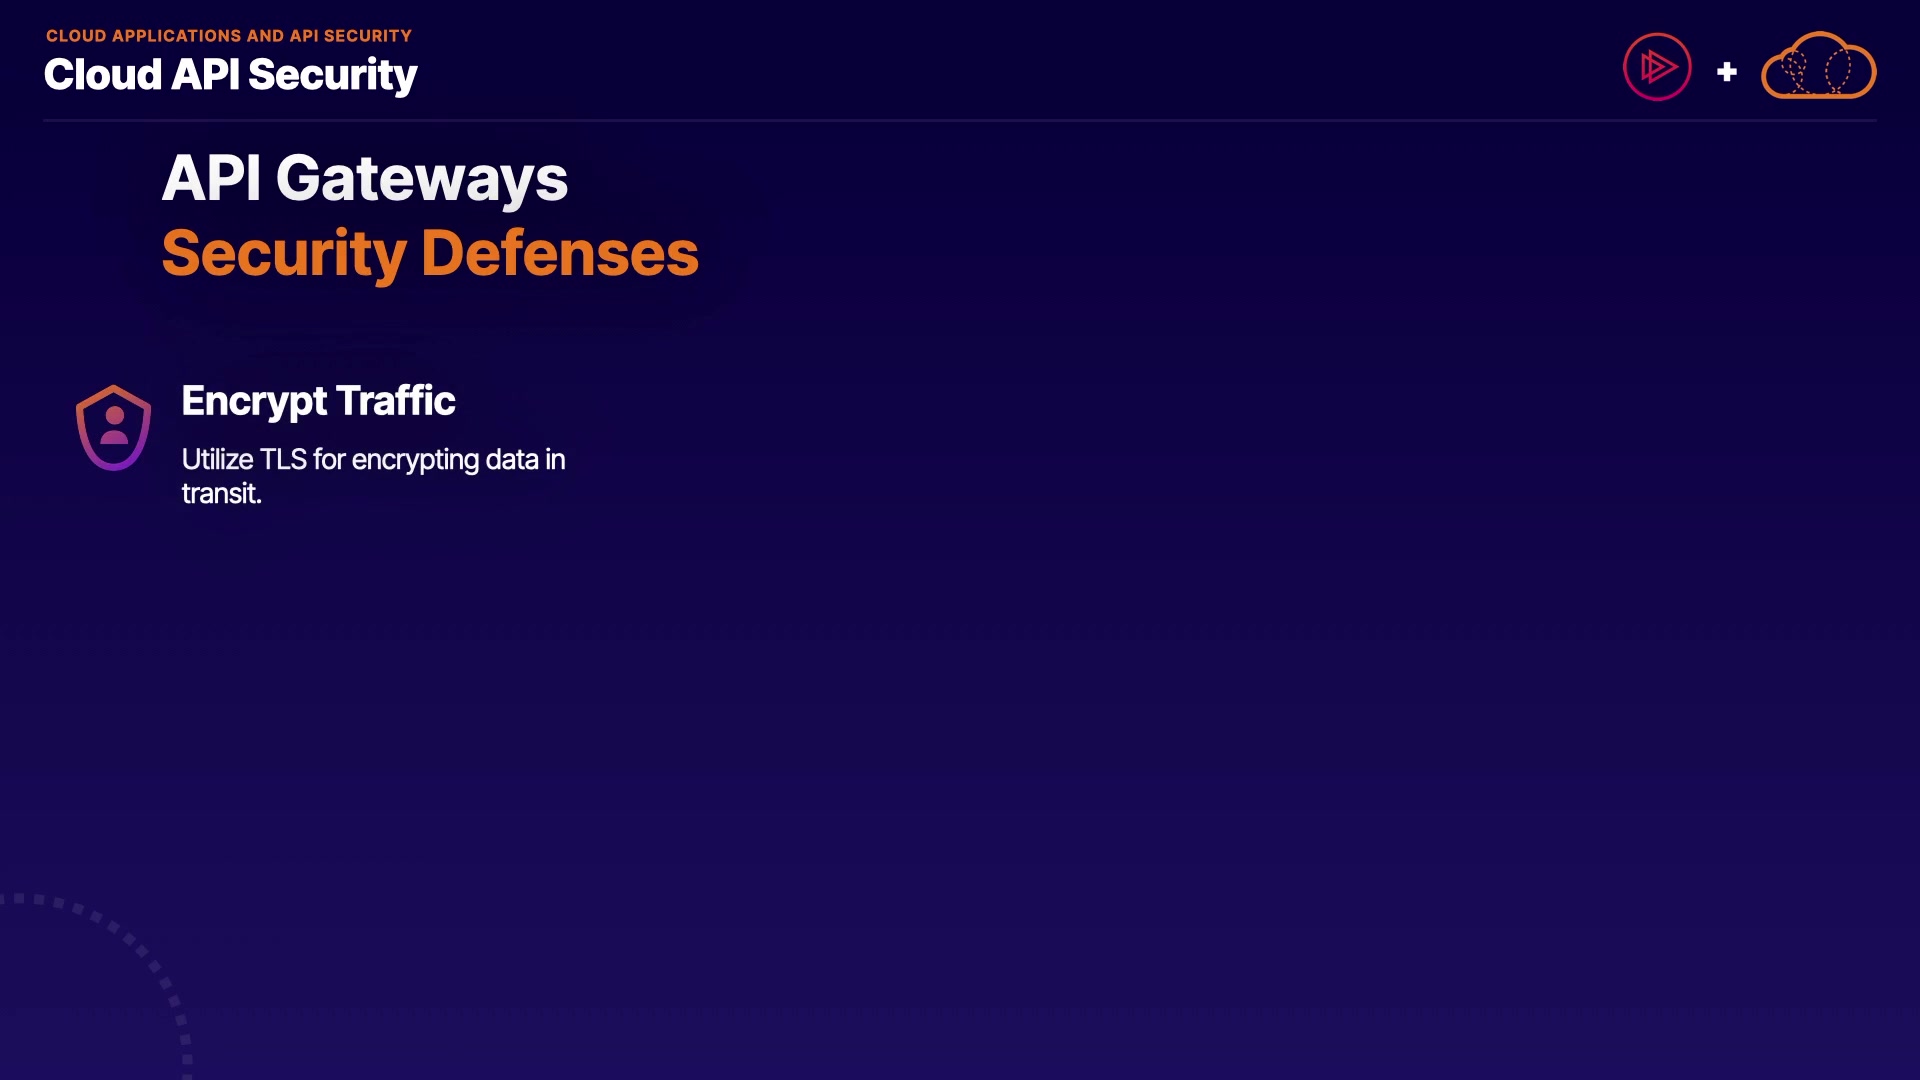 CLOUD APPLICATIONS AND API SECURITY
Cloud API Security
API Gateways
Security Defenses
Encrypt Traffic
Utilize TLS for encrypting data in
transit.